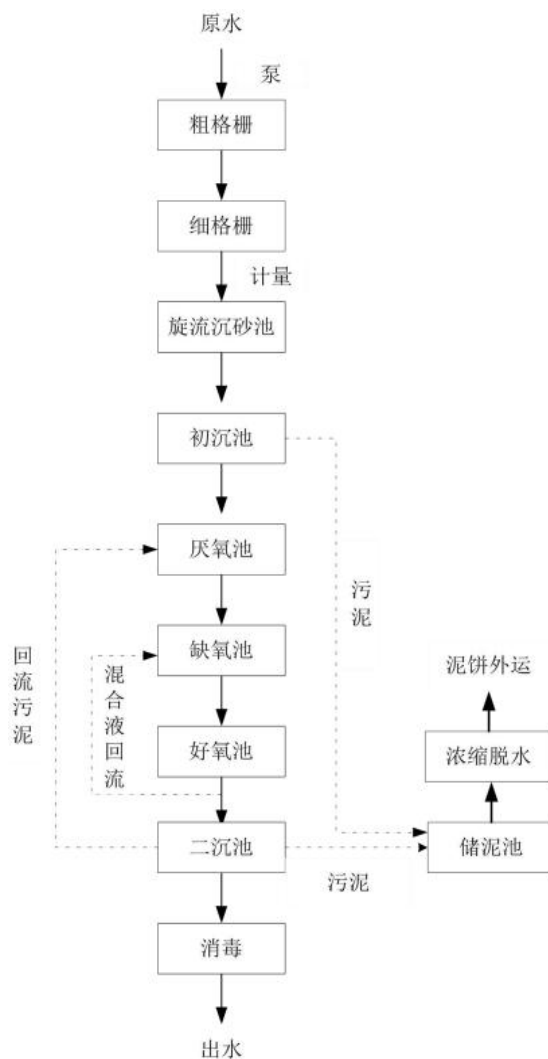 原水
泵
粗格栅
细格栅
计量
旋流沉砂池
初沉池
厌氧池
污泥
回流污泥
混合液回流
缺氧池
泥饼外运
好氧池
浓缩脱水
二沉池
储泥池
污泥
消毒
出水